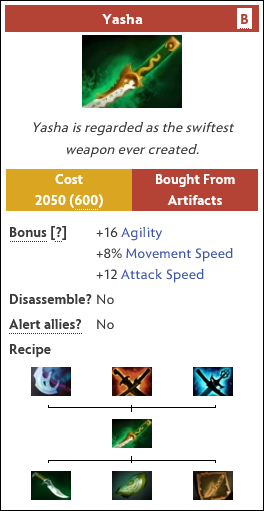 Yasha B
Yasha is regarded as the swiftest
weapon ever created.
Cost
2050 (600)
Bought From
Artifacts
Bonus [?] +16 Agility
+8% Movement Speed
+12 Attack Speed
Disassemble? No
Alert allies? No
Recipe